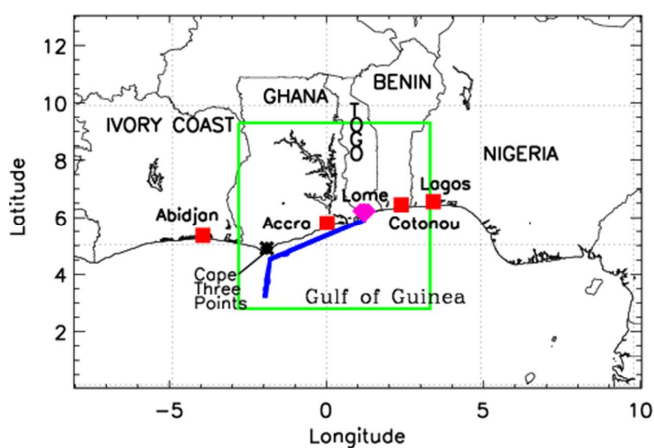 12
10
8
6
4
2
Latitude
BENIN
GHANA
TOGO
IVORY COAST
NIGERIA
Lagos
Lome
Abidjan
Accra
Cotonou
Cape
Three
Points
Gulf of Guinea
-5
0
5
10
Longitude